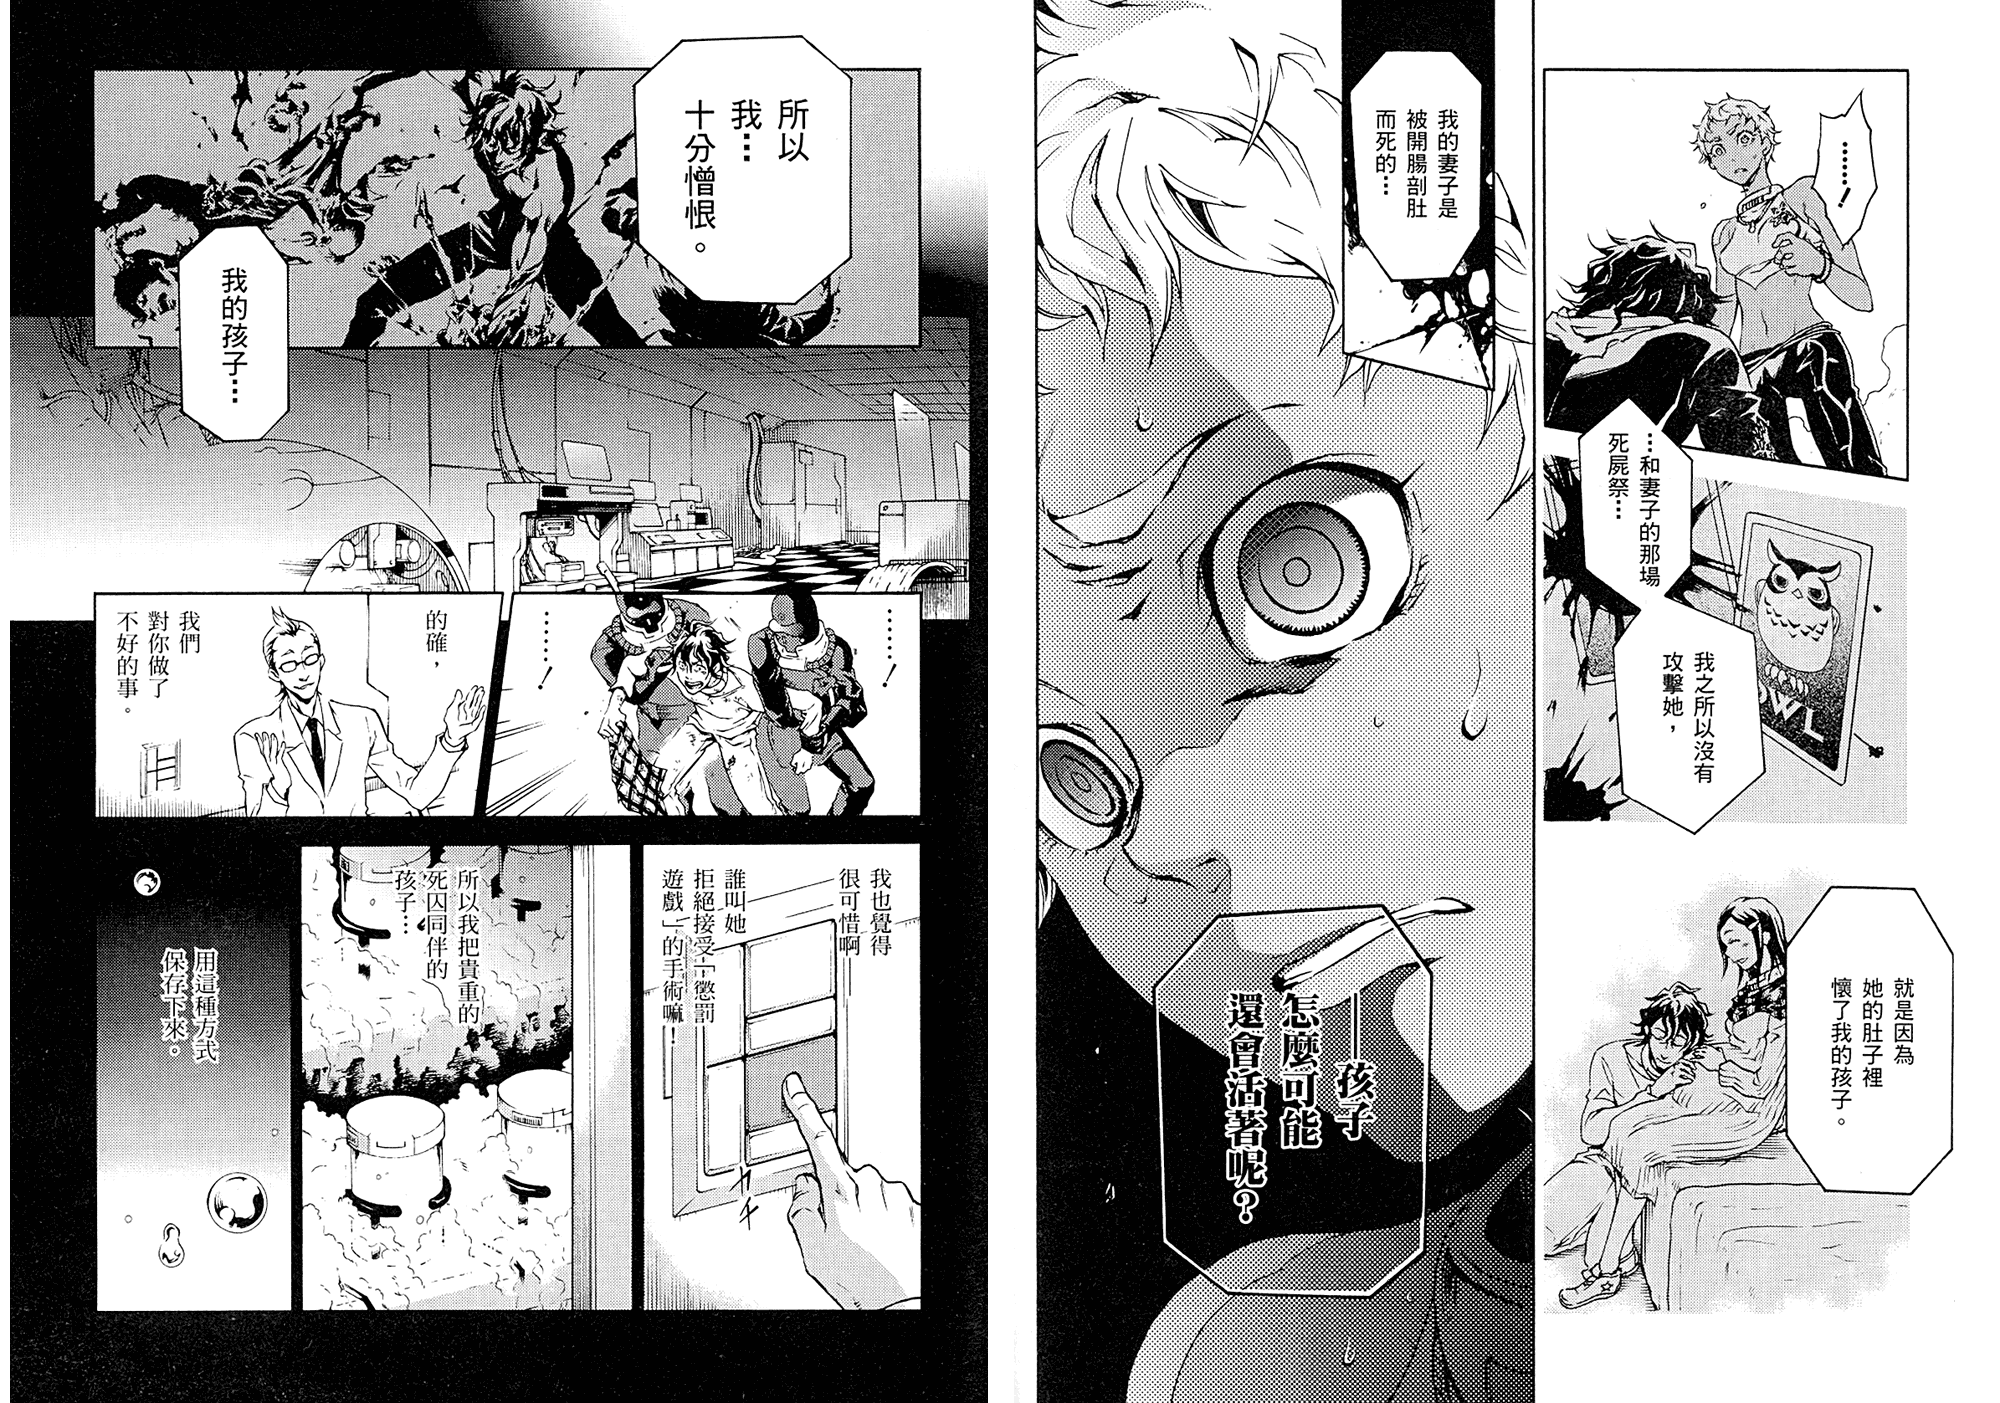 ……！
…和妻子的那場
死屍祭…
OWL
我之所以沒有
攻擊她，
就是因為
她的肚子裡
懷了我的孩子。
我的妻子是
被開腸剖肚
而死的…
——孩子
怎麼可能
還會活著呢？
所以
我…
十分憎恨。
我的孩子…
……！
……！
的確，
我們
對你做了
不好的事。
我也覺得
很可惜啊
誰叫她
拒絕接受「懲罰
遊戲」的手術嘛！
所以我把貴重的
死囚同伴的
孩子…
用這種方式
保存下來。